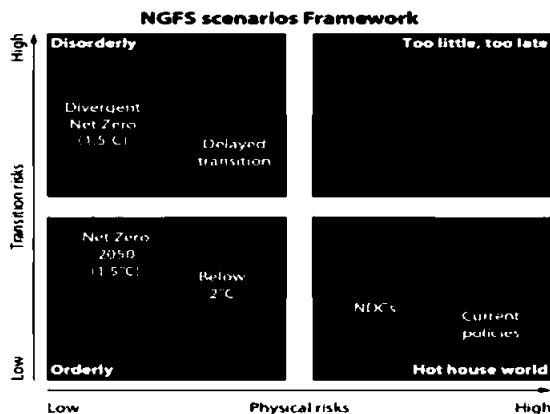 NGFS scenarios Framework
High
Disorderly
Too little, too late
Divergent
Net Zero
(1.5°C)
Delayed
transition
Transition risks
Net Zero
2050
(1.5°C)
Below
2°C
NDCs
Current
policies
Low
Orderly
Hot house world
Low
Physical risks
High